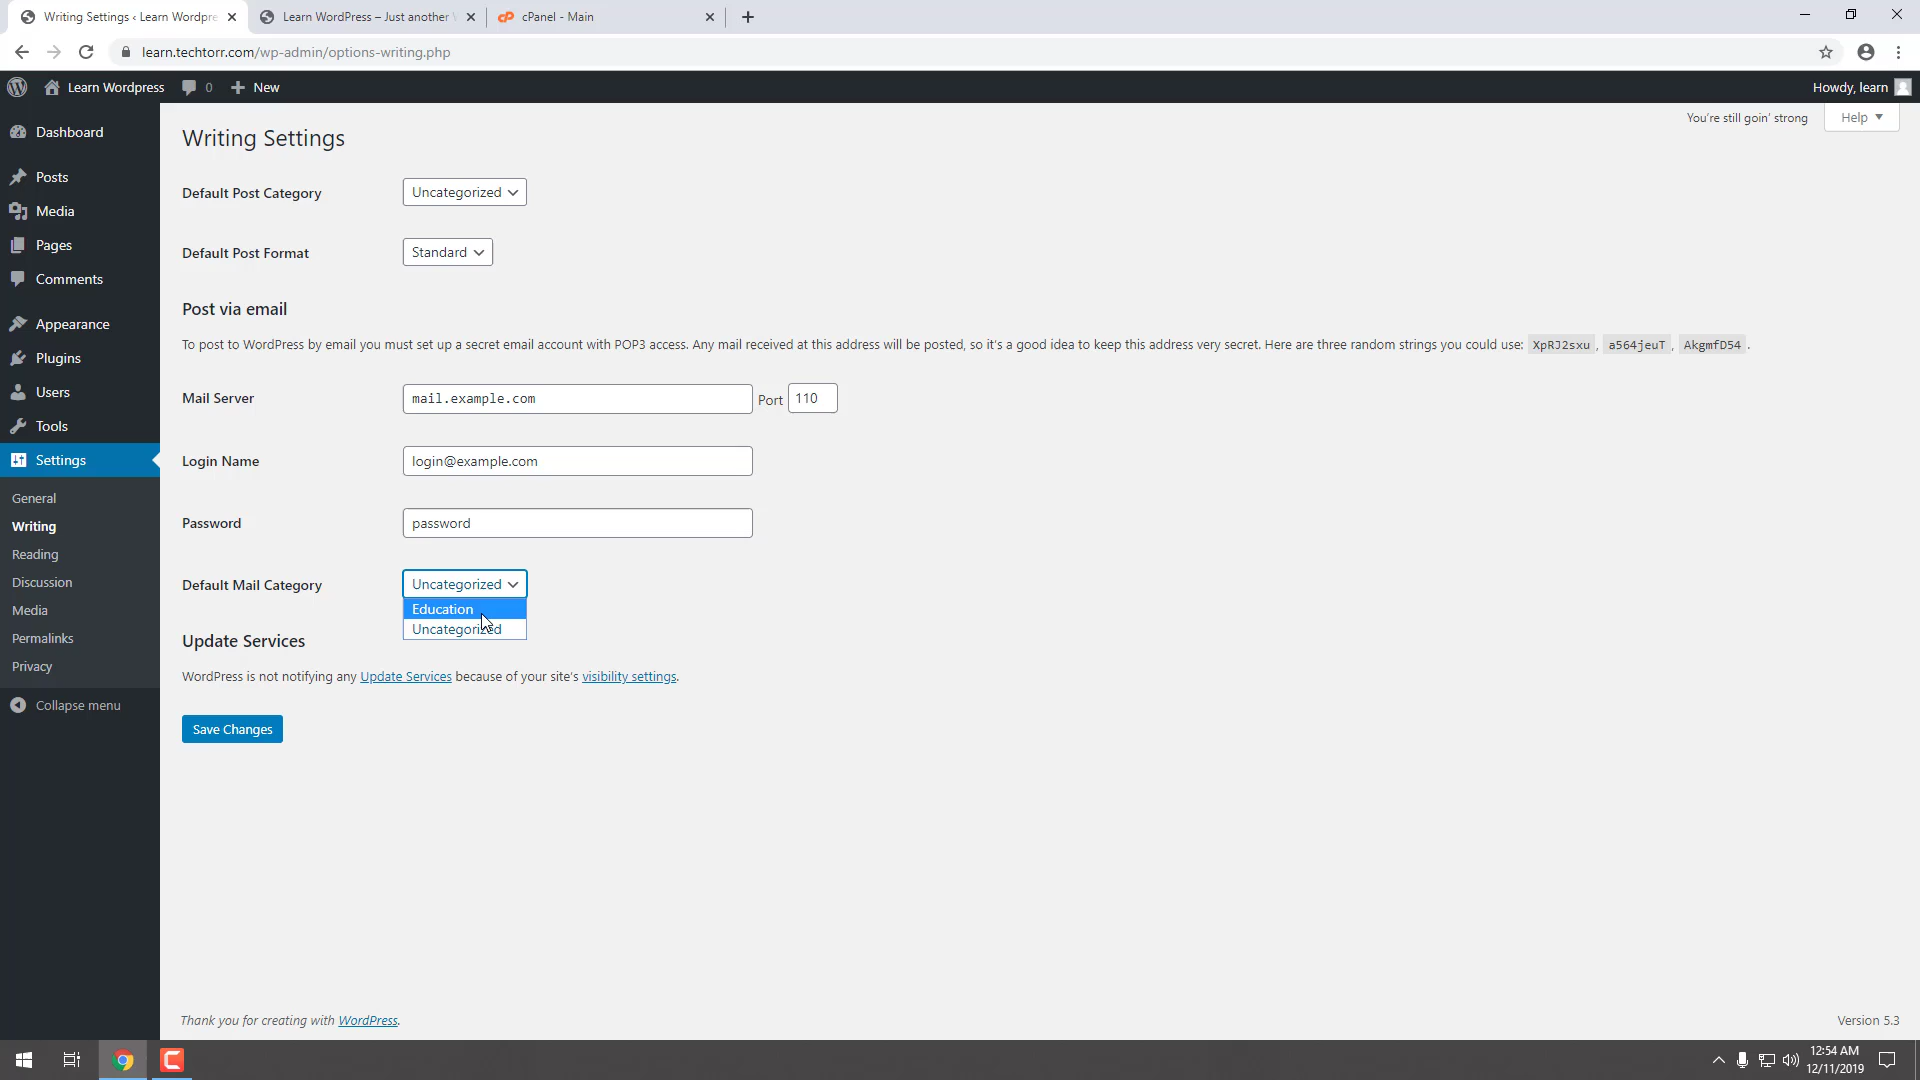 Writing Settings ‹ Learn Wordpre
Learn WordPress – Just another
cPanel - Main
learn.techtorr.com/wp-admin/options-writing.php
Learn Wordpress
0
New
Howdy, learn
You're still goin' strong
Help
Dashboard
Posts
Media
Pages
Comments
Appearance
Plugins
Users
Tools
Settings
General
Writing
Reading
Discussion
Media
Permalinks
Privacy
Collapse menu
Writing Settings
Default Post Category Uncategorized
Default Post Format Standard
Post via email
To post to WordPress by email you must set up a secret email account with POP3 access. Any mail received at this address will be posted, so it's a good idea to keep this address very secret. Here are three random strings you could use: XpRJ2sxu , a564jeuT , AkgmfD54 .
Mail Server mail.example.com Port 110
Login Name login@example.com
Password password
Default Mail Category Uncategorized
Education
Uncategorized
Update Services
WordPress is not notifying any Update Services because of your site's visibility settings.
Save Changes
Thank you for creating with WordPress.
Version 5.3
12:54 AM
12/11/2019